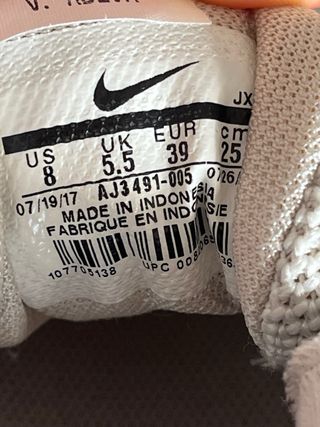 V.
JX
US UK EUR cm
8 5.5 39 25
07/19/17 AJ3491-005
MADE IN INDONESIA
FABRIQUE EN INDONESIE
107705138 UPC